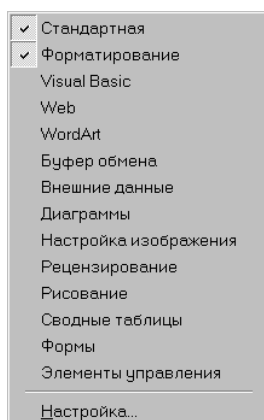 Стандартная
Форматирование
Visual Basic
Web
WordArt
Буфер обмена
Внешние данные
Диаграммы
Настройка изображения
Рецензирование
Рисование
Сводные таблицы
Формы
Элементы управления
Настройка...